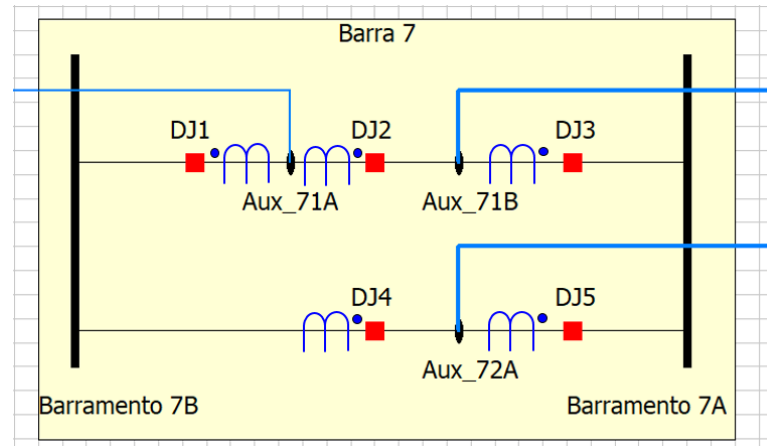 Barra 7
DJ1
DJ2
DJ3
Aux_71A
Aux_71B
DJ4
DJ5
Aux_72A
Barramento 7B
Barramento 7A